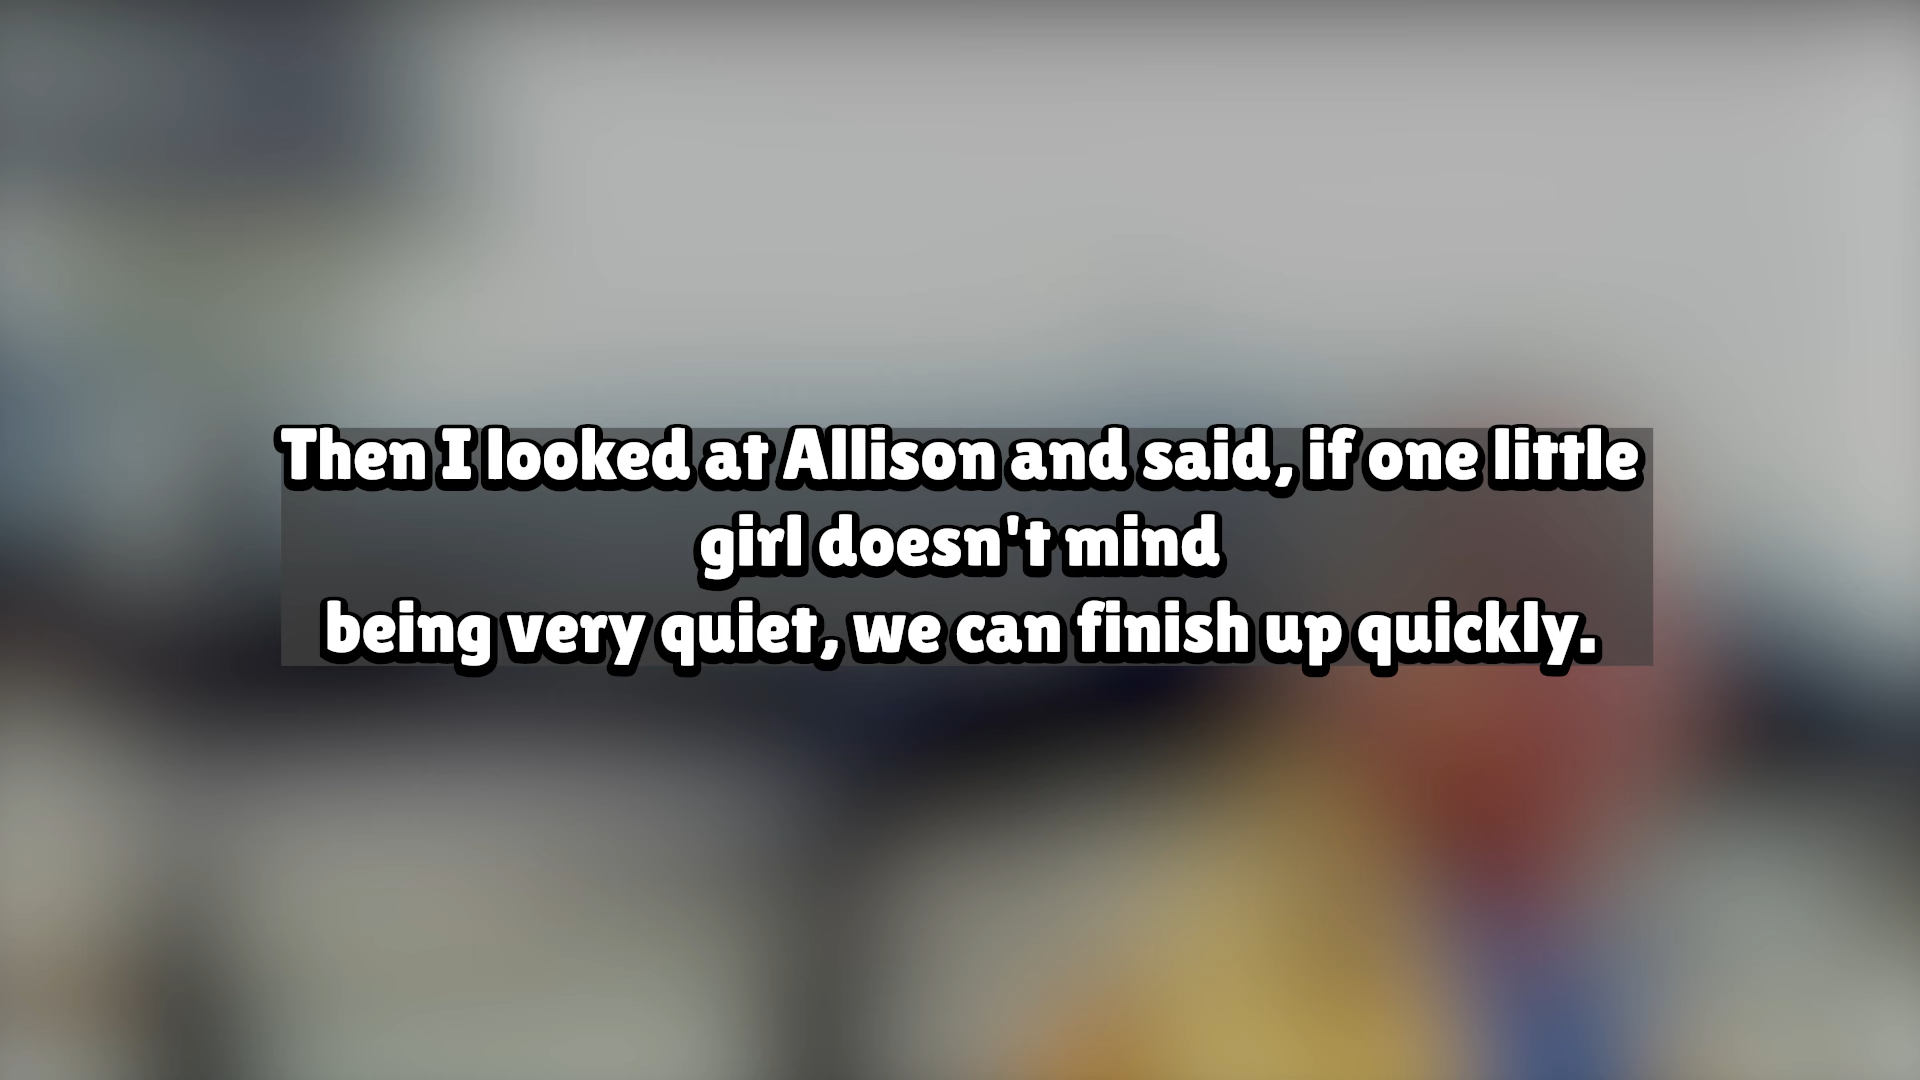 Then I looked at Allison and said, if one little
girl doesn't mind
being very quiet, we can finish up quickly.